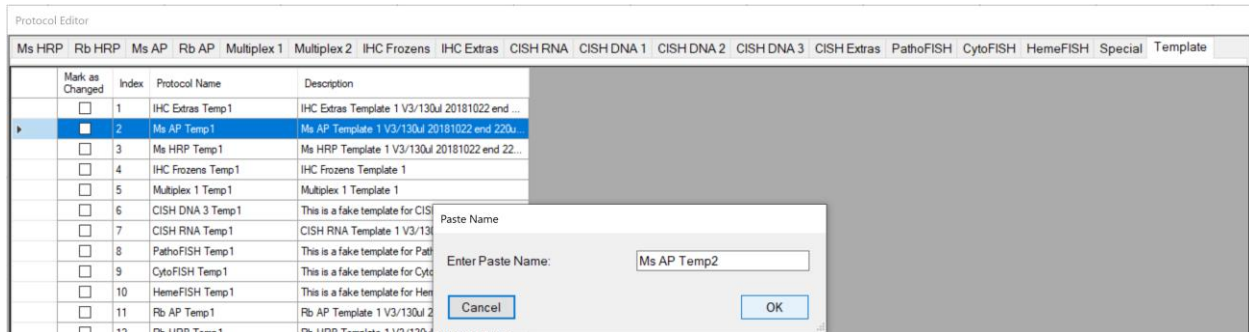 Protocol Editor
Ms HRP Rb HRP Ms AP Rb AP Multiplex 1 Multiplex 2 IHC Frozens IHC Extras CISH RNA CISH DNA 1 CISH DNA 2 CISH DNA 3 CISH Extras PathoFISH CytoFISH HemeFISH Special Template
Mark as Changed Index Protocol Name Description
1 IHC Extras Temp1 IHC Extras Template 1 V3/130ul 20181022 end ...
2 Ms AP Temp1 Ms AP Template 1 V3/130ul 20181022 end 220u...
3 Ms HRP Temp1 Ms HRP Template 1 V3/130ul 20181022 end 22...
4 IHC Frozens Temp1 IHC Frozens Template 1
5 Multiplex 1 Temp1 Multiplex 1 Template 1
6 CISH DNA 3 Temp1 This is a fake template for CIS
7 CISH RNA Temp1 CISH RNA Template 1 V3/130
8 PathoFISH Temp1 This is a fake template for Path
9 CytoFISH Temp1 This is a fake template for Cyto
10 HemeFISH Temp1 This is a fake template for Hem
11 Rb AP Temp1 Rb AP Template 1 V3/130ul 2
Paste Name
Enter Paste Name: Ms AP Temp2
Cancel OK